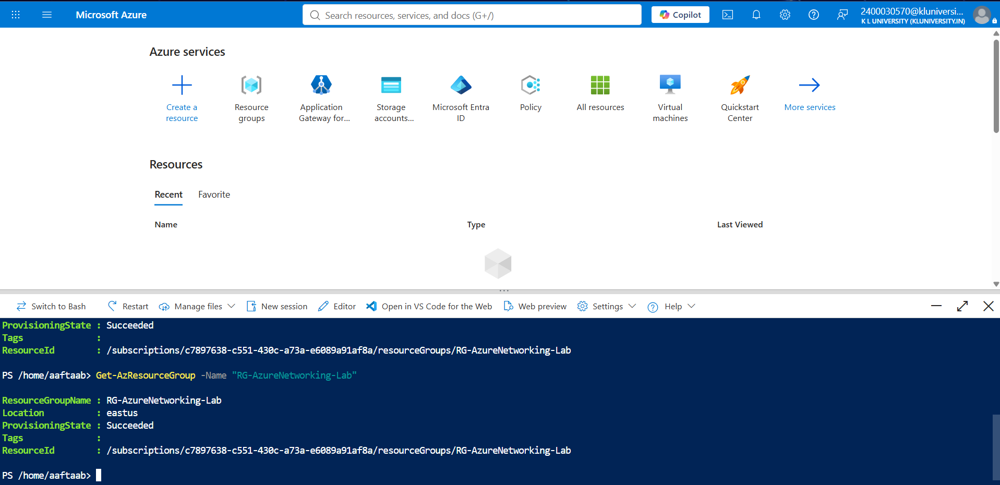 Microsoft Azure
Search resources, services, and docs (G+/)
Copilot
2400030570@kluniversi...
K L UNIVERSITY (KLUNIVERSITY.IN)
Azure services
Create a
resource
Resource
groups
Application
Gateway for...
Storage
accounts...
Microsoft Entra
ID
Policy
All resources
Virtual
machines
Quickstart
Center
More services
Resources
Recent
Favorite
Name
Type
Last Viewed
Switch to Bash
Restart
Manage files
New session
Editor
Open in VS Code for the Web
Web preview
Settings
Help
ProvisioningState : Succeeded
Tags :
ResourceId : /subscriptions/c7897638-c551-430c-a73a-e6089a91af8a/resourceGroups/RG-AzureNetworking-Lab
PS /home/aaftaab> Get-AzResourceGroup -Name "RG-AzureNetworking-Lab"
ResourceGroupName : RG-AzureNetworking-Lab
Location : eastus
ProvisioningState : Succeeded
Tags :
ResourceId : /subscriptions/c7897638-c551-430c-a73a-e6089a91af8a/resourceGroups/RG-AzureNetworking-Lab
PS /home/aaftaab>